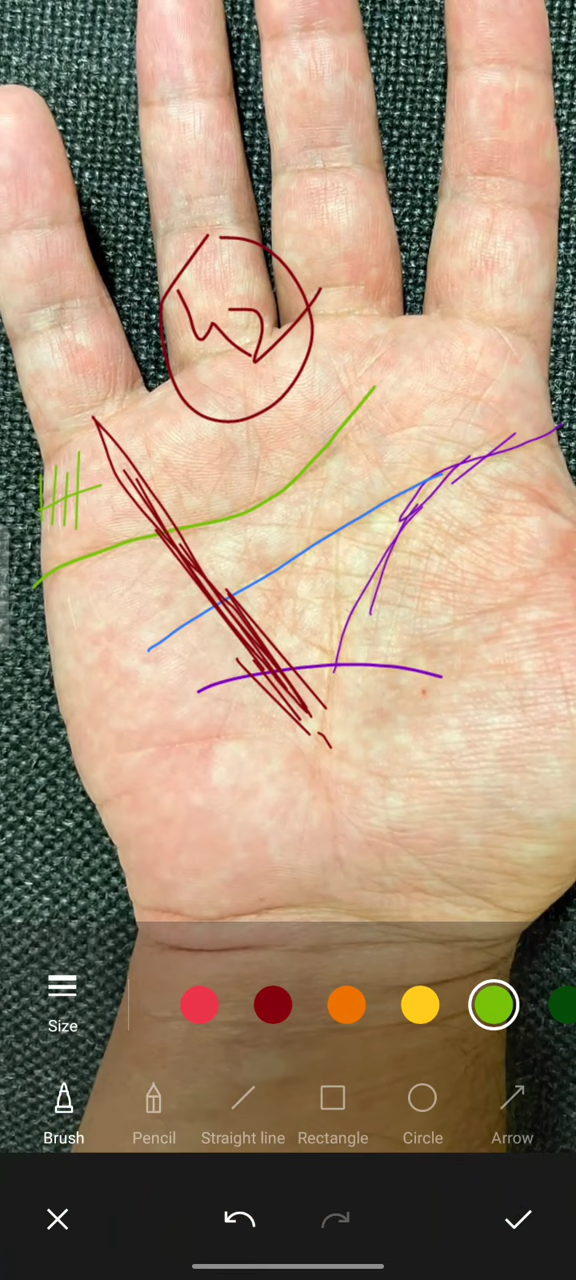 Size
Brush
Pencil
Straight line
Rectangle
Circle
Arrow